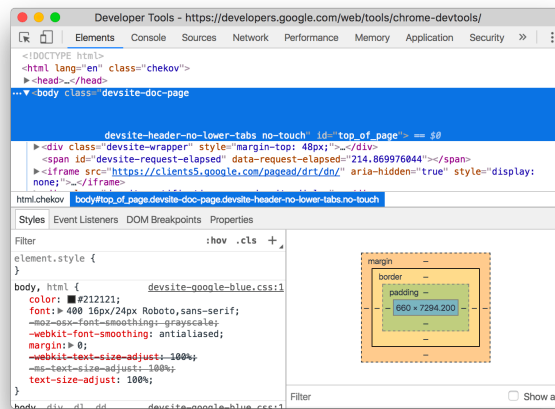 Developer Tools - https://developers.google.com/web/tools/chrome-devtools/
Elements Console Sources Network Performance Memory Application Security »
<!DOCTYPE html>
<html lang="en" class="chekov">
▶<head>…</head>
…▼<body class="devsite-doc-page
devsite-header-no-lower-tabs no-touch" id="top_of_page"> == $0
▶<div class="devsite-wrapper" style="margin-top: 48px;">…</div>
<span id="devsite-request-elapsed" data-request-elapsed="214.869976044"></span>
▶<iframe src="https://clients5.google.com/pagead/drt/dn/" aria-hidden="true" style="display:
none;">…</iframe>
html.chekov body#top_of_page.devsite-doc-page.devsite-header-no-lower-tabs.no-touch
Styles Event Listeners DOM Breakpoints Properties
Filter :hov .cls +
element.style {
}
body, html { devsite-google-blue.css:1
color: #212121;
font:▶ 400 16px/24px Roboto,sans-serif;
-moz-osx-font-smoothing: grayscale;
-webkit-font-smoothing: antialiased;
margin:▶ 0;
-webkit-text-size-adjust: 100%;
-ms-text-size-adjust: 100%;
text-size-adjust: 100%;
}
body, div, dl, dd, devsite-google-blue.css:1
margin –
border –
padding –
– – – 660 × 7294.200 – – –
–
–
–
Filter Show a